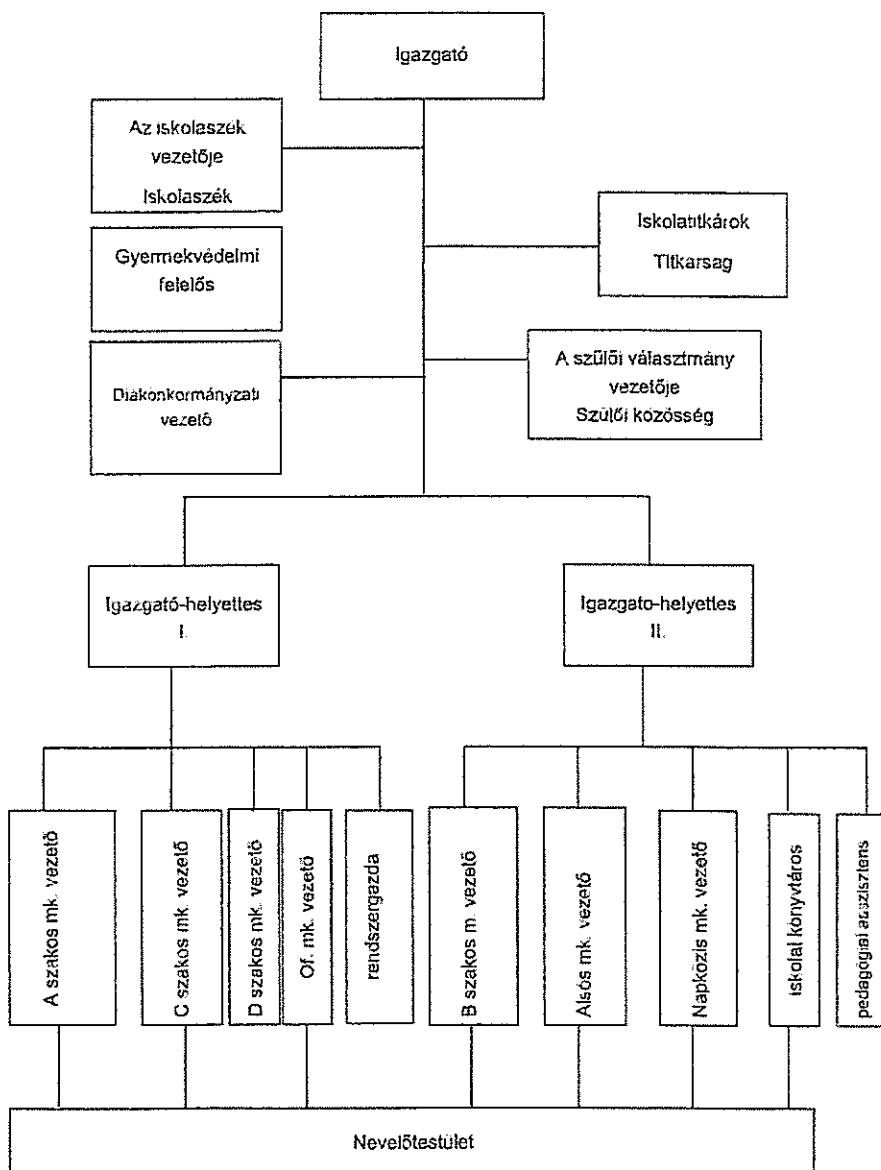 Igazgató
Az iskolaszék
vezetője
Iskolaszék
Iskolatitkárok
Titkarsag
Gyermekvédelmi
felelős
A szülői választmány
vezetője
Szülői közösség
Diákönkormányzati
vezető
Igazgató-helyettes
I.
Igazgato-helyettes
II.
A szakos mk. vezető
C szakos mk. vezető
D szakos mk. vezető
Of. mk. vezető
rendszergazda
B szakos m. vezető
Alsós mk. vezető
Napközis mk. vezető
iskolai könyvtáros
pedagógiai asszisztens
Nevelőtestület